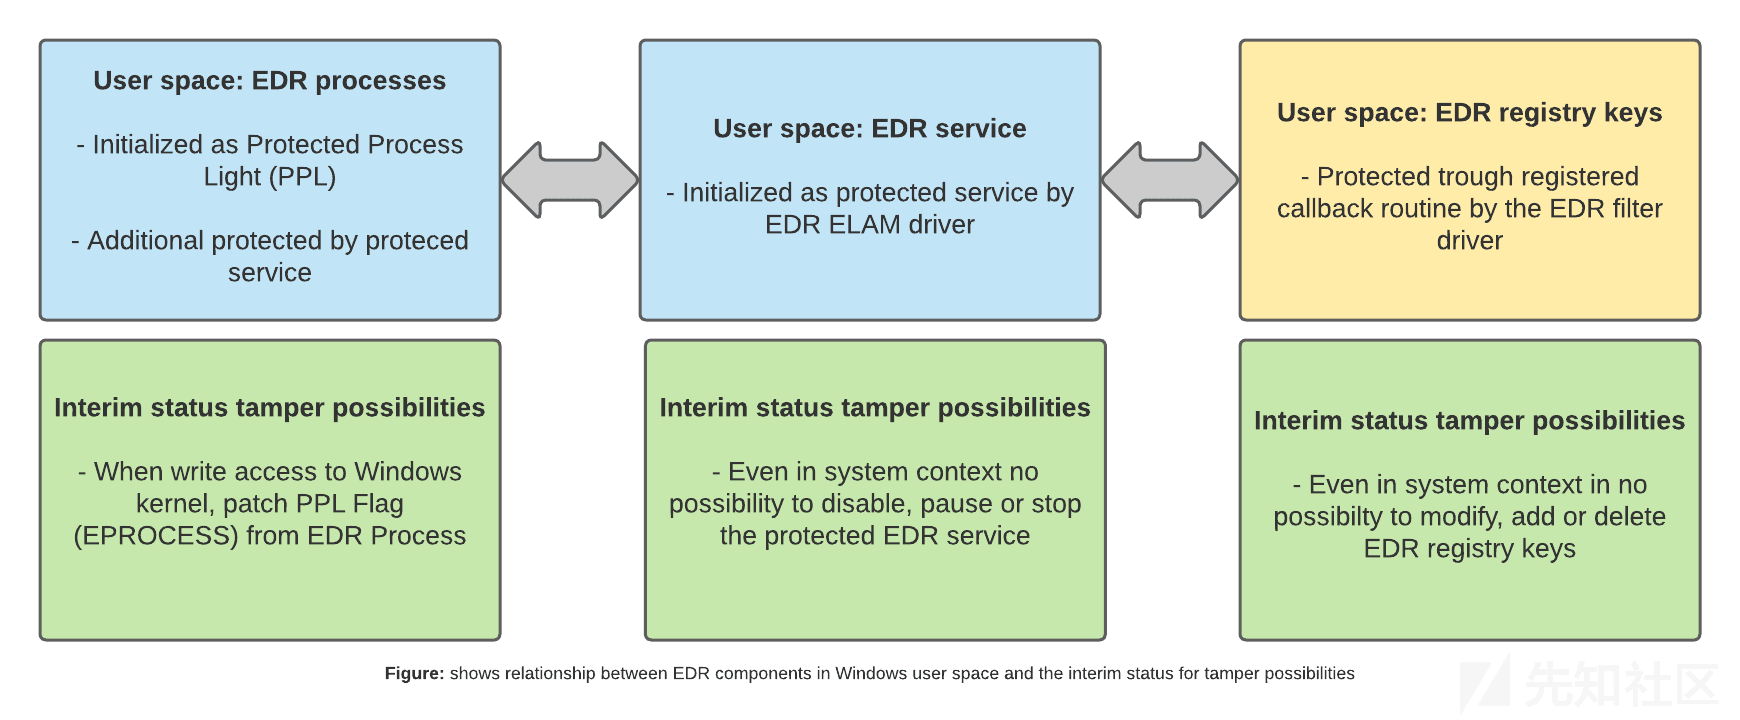 User space: EDR processes
- Initialized as Protected Process
Light (PPL)
- Additional protected by proteced
service
User space: EDR service
- Initialized as protected service by
EDR ELAM driver
User space: EDR registry keys
- Protected trough registered
callback routine by the EDR filter
driver
Interim status tamper possibilities
- When write access to Windows
kernel, patch PPL Flag
(EPROCESS) from EDR Process
Interim status tamper possibilities
- Even in system context no
possibility to disable, pause or stop
the protected EDR service
Interim status tamper possibilities
- Even in system context in no
possibilty to modify, add or delete
EDR registry keys
Figure: shows relationship between EDR components in Windows user space and the interim status for tamper possibilities
先知社区